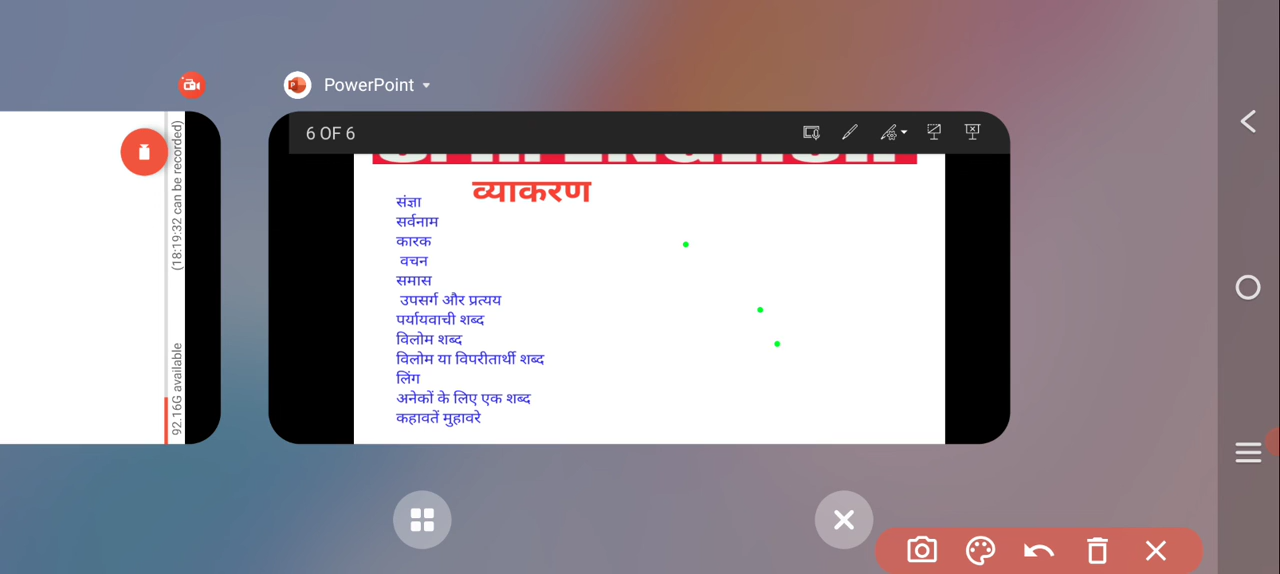 PowerPoint
6 OF 6
(18:19:32 can be recorded)
92.16G available
व्याकरण
संज्ञा
सर्वनाम
कारक
वचन
समास
उपसर्ग और प्रत्यय
पर्यायवाची शब्द
विलोम शब्द
विलोम या विपरीतार्थी शब्द
लिंग
अनेकों के लिए एक शब्द
कहावतें मुहावरे